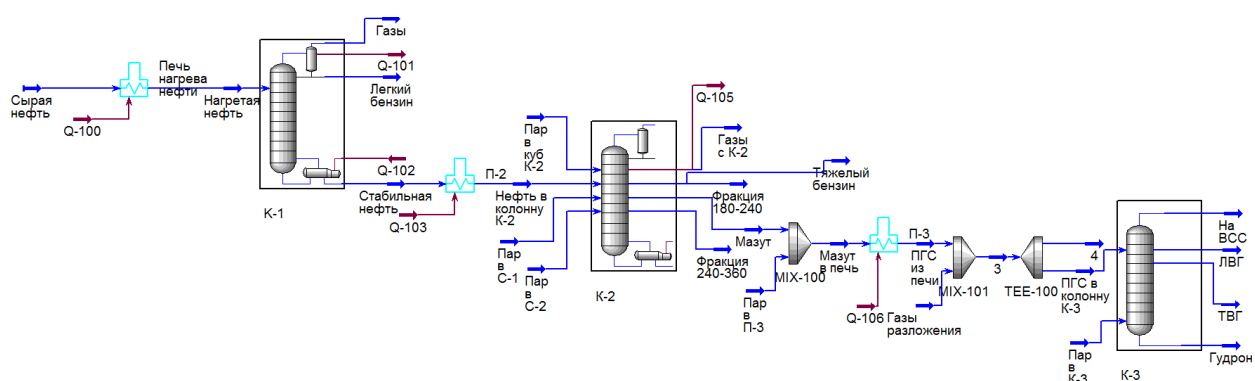 Сырая
нефть
Q-100
Печь
нагрева
нефти
Нагретая
нефть
K-1
Газы
Q-101
Легкий
бензин
Q-102
Стабильная
нефть
Q-103
П-2
Нефть в
колонну
К-2
Пар
в
куб
К-2
Пар
в
С-1
Пар
в
С-2
К-2
Q-105
Газы
с К-2
Тяжелый
бензин
Фракция
180-240
Мазут
Фракция
240-360
Пар
в
П-3
MIX-100
Мазут
в печь
Q-106
П-3
ПГС
из
печи
Газы
разложения
MIX-101
3
TEE-100
4
ПГС в
колонну
К-3
Пар
в
К-3
К-3
На
ВСС
ЛВГ
ТВГ
Гудрон